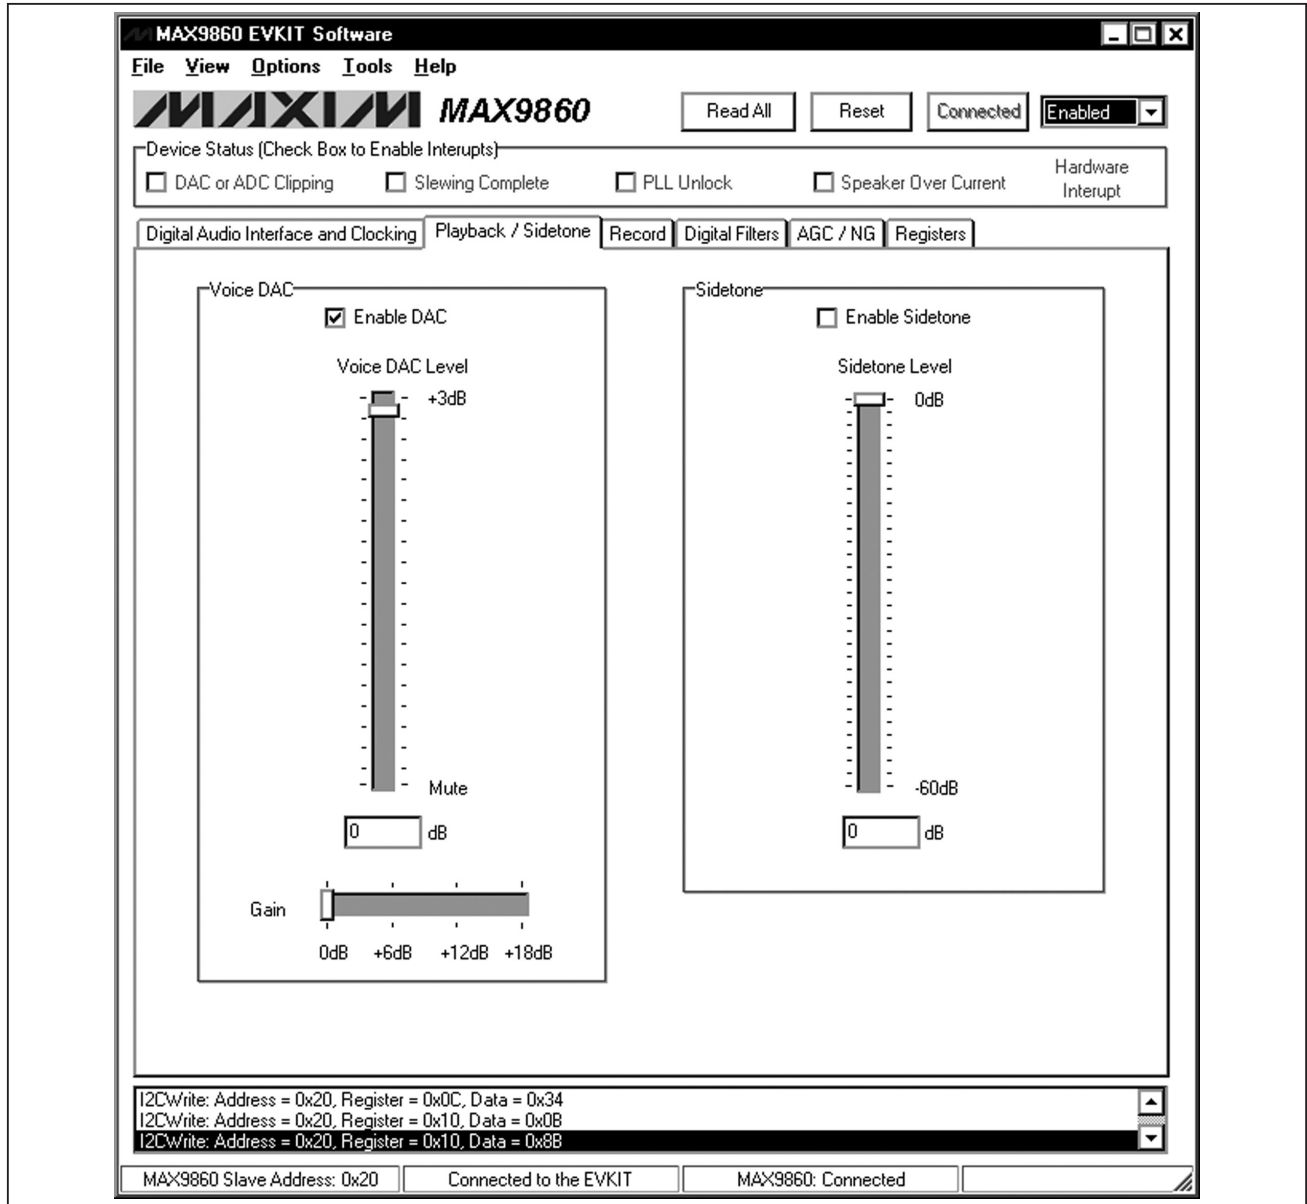 MAX9860 EVKIT Software
File View Options Tools Help
MAXIM MAX9860 Read All Reset Connected Enabled
Device Status (Check Box to Enable Interupts)
DAC or ADC Clipping Slewing Complete PLL Unlock Speaker Over Current Hardware Interupt
Digital Audio Interface and Clocking Playback / Sidetone Record Digital Filters AGC / NG Registers
Voice DAC
Enable DAC
Voice DAC Level
+3dB
Mute
0 dB
Gain
0dB +6dB +12dB +18dB
Sidetone
Enable Sidetone
Sidetone Level
0dB
-60dB
0 dB
I2CWrite: Address = 0x20, Register = 0x0C, Data = 0x34
I2CWrite: Address = 0x20, Register = 0x10, Data = 0x0B
I2CWrite: Address = 0x20, Register = 0x10, Data = 0x8B
MAX9860 Slave Address: 0x20 Connected to the EVKIT MAX9860: Connected